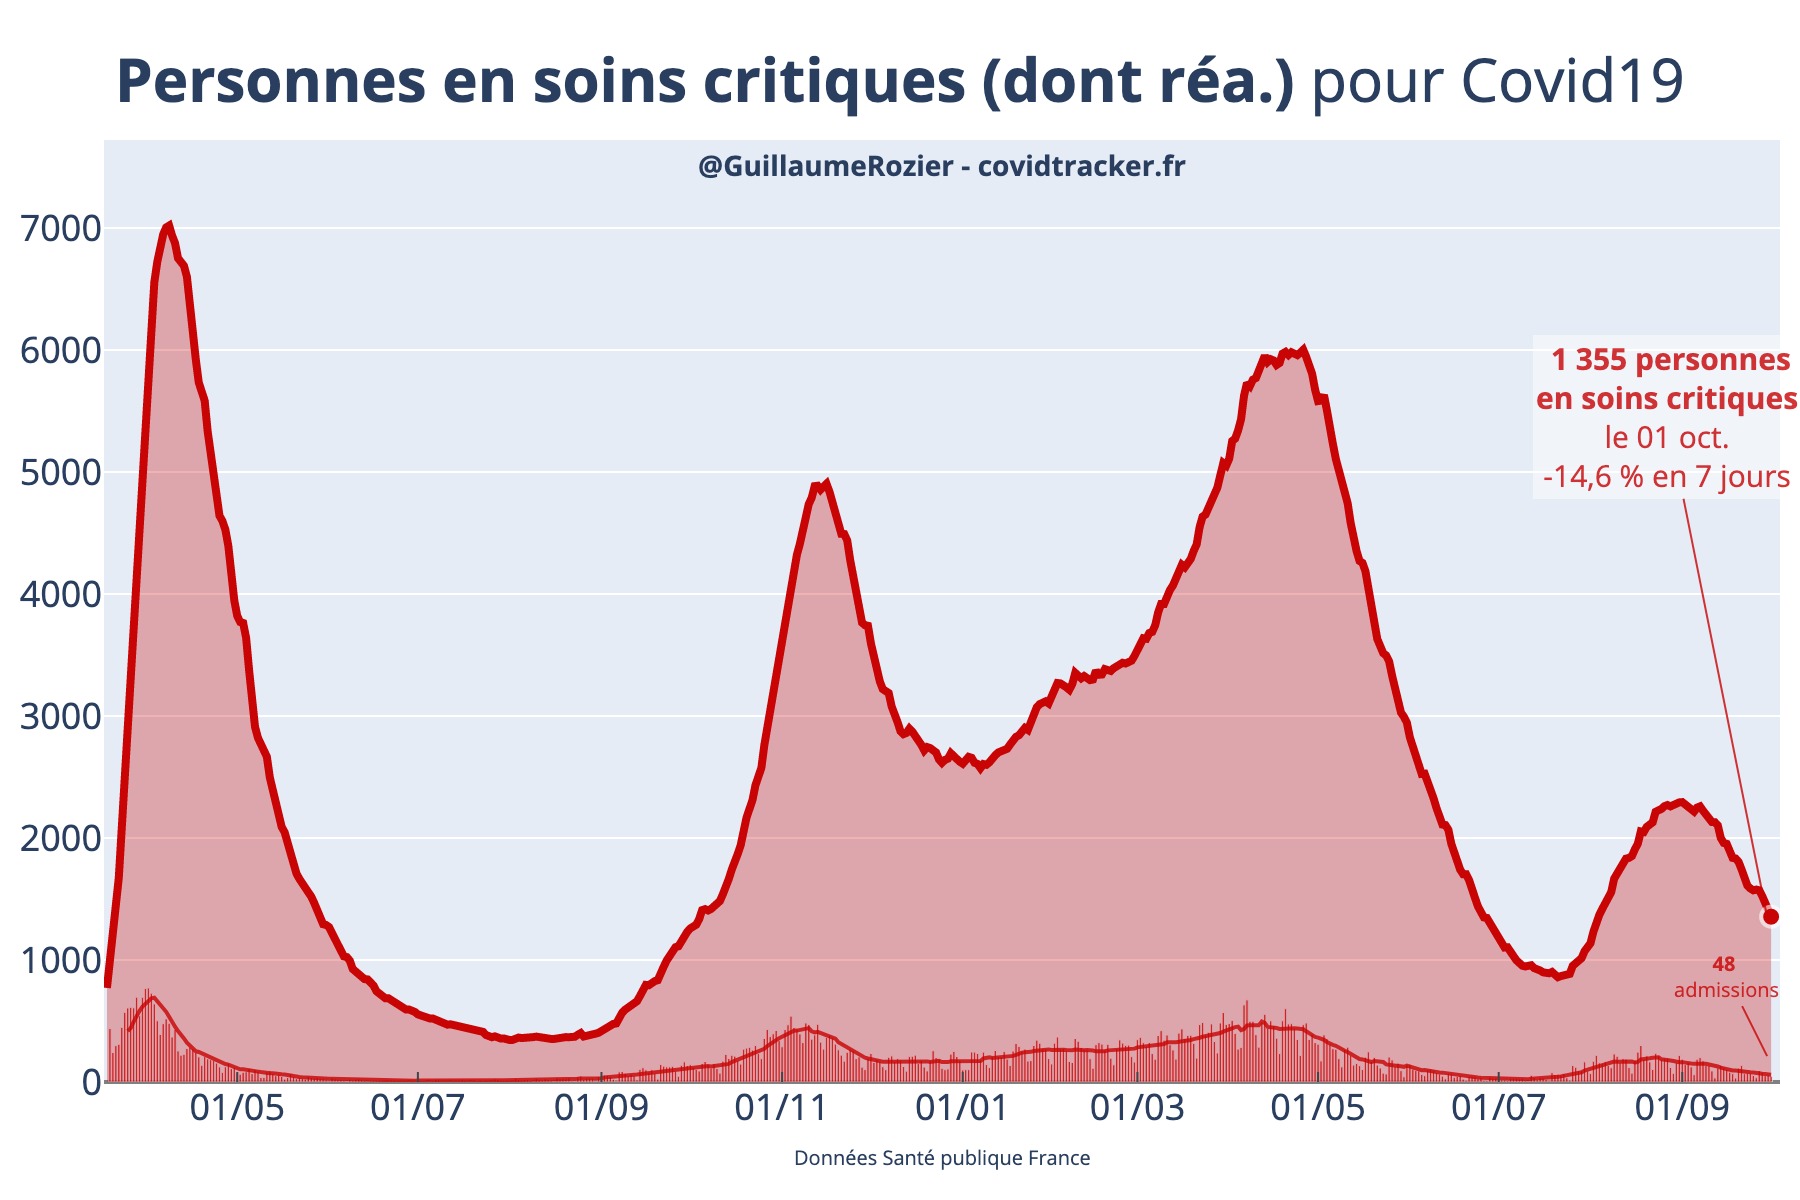 Personnes en soins critiques (dont réa.) pour Covid19
@GuillaumeRozier - covidtracker.fr
7000
6000
5000
4000
3000
2000
1000
0
1 355 personnes
en soins critiques
le 01 oct.
-14,6 % en 7 jours
48
admissions
01/05
01/07
01/09
01/11
01/01
01/03
01/05
01/07
01/09
Données Santé publique France